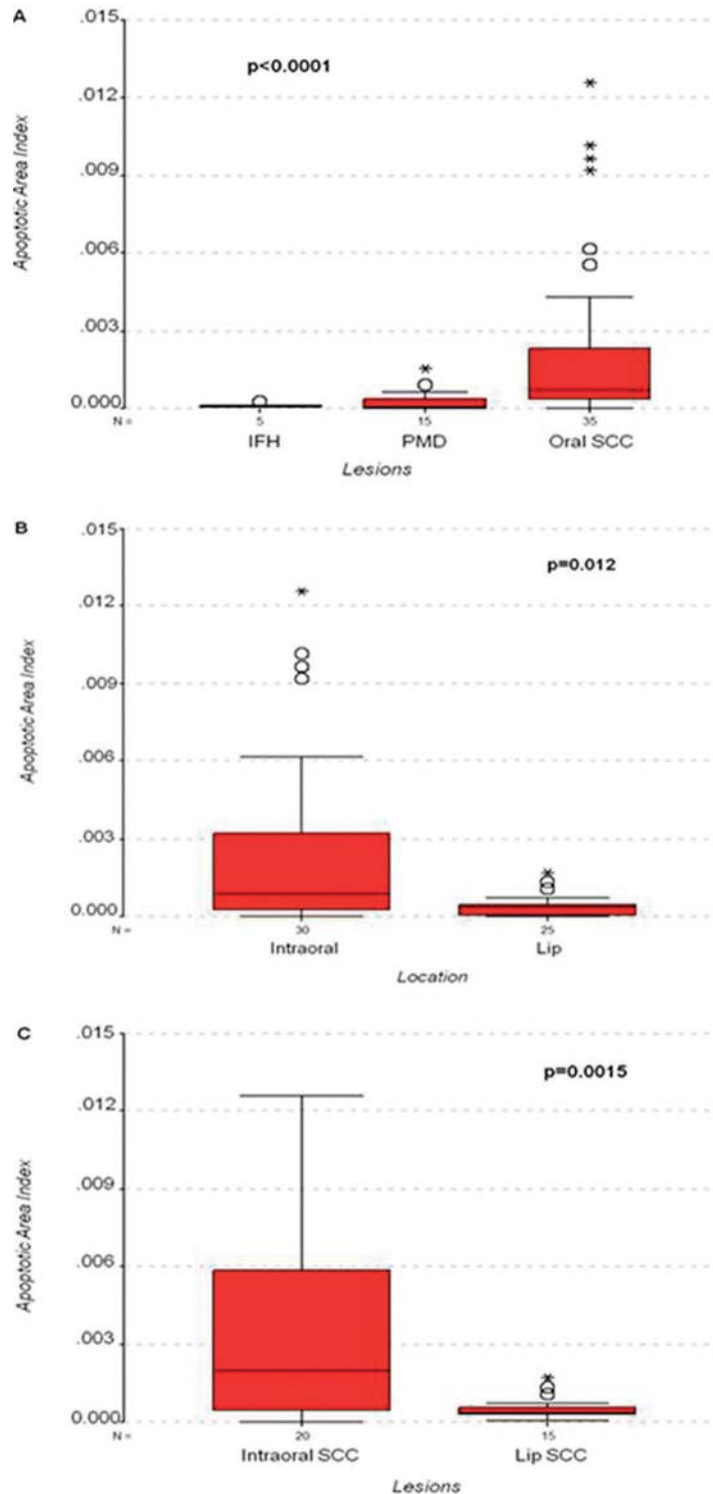 A
.015
p<0.0001
.012
.009
.006
.003
0.000
Apoptotic Area Index
N = 5 15 35
IFH PMD Oral SCC
Lesions
B
.015
p=0.012
.012
.009
.006
.003
0.000
Apoptotic Area Index
N = 30 25
Intraoral Lip
Location
C
.015
p=0.0015
.012
.009
.006
.003
0.000
Apoptotic Area Index
N = 20 15
Intraoral SCC Lip SCC
Lesions